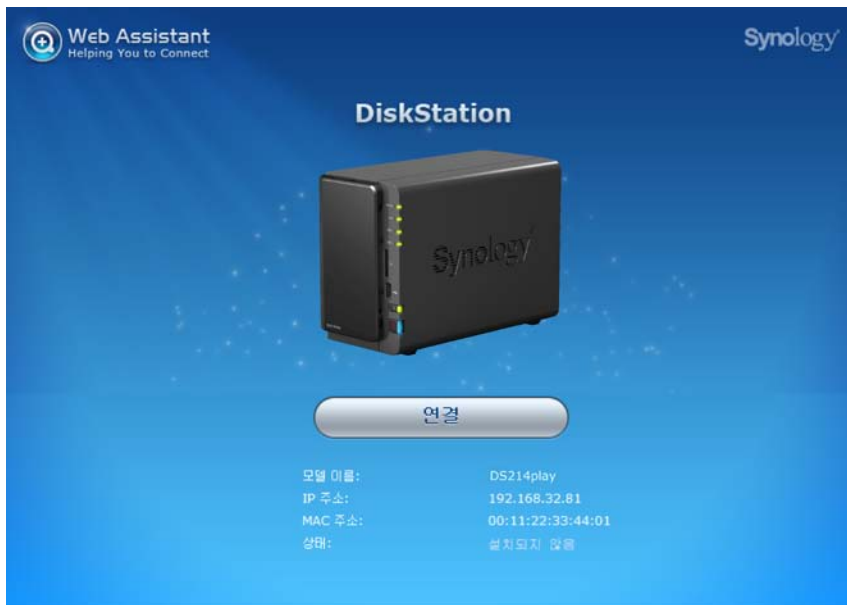 Web Assistant
Helping You to Connect
Synology
DiskStation
Synology
연결
모델 이름: DS214play
IP 주소: 192.168.32.81
MAC 주소: 00:11:22:33:44:01
상태: 설치되지 않음